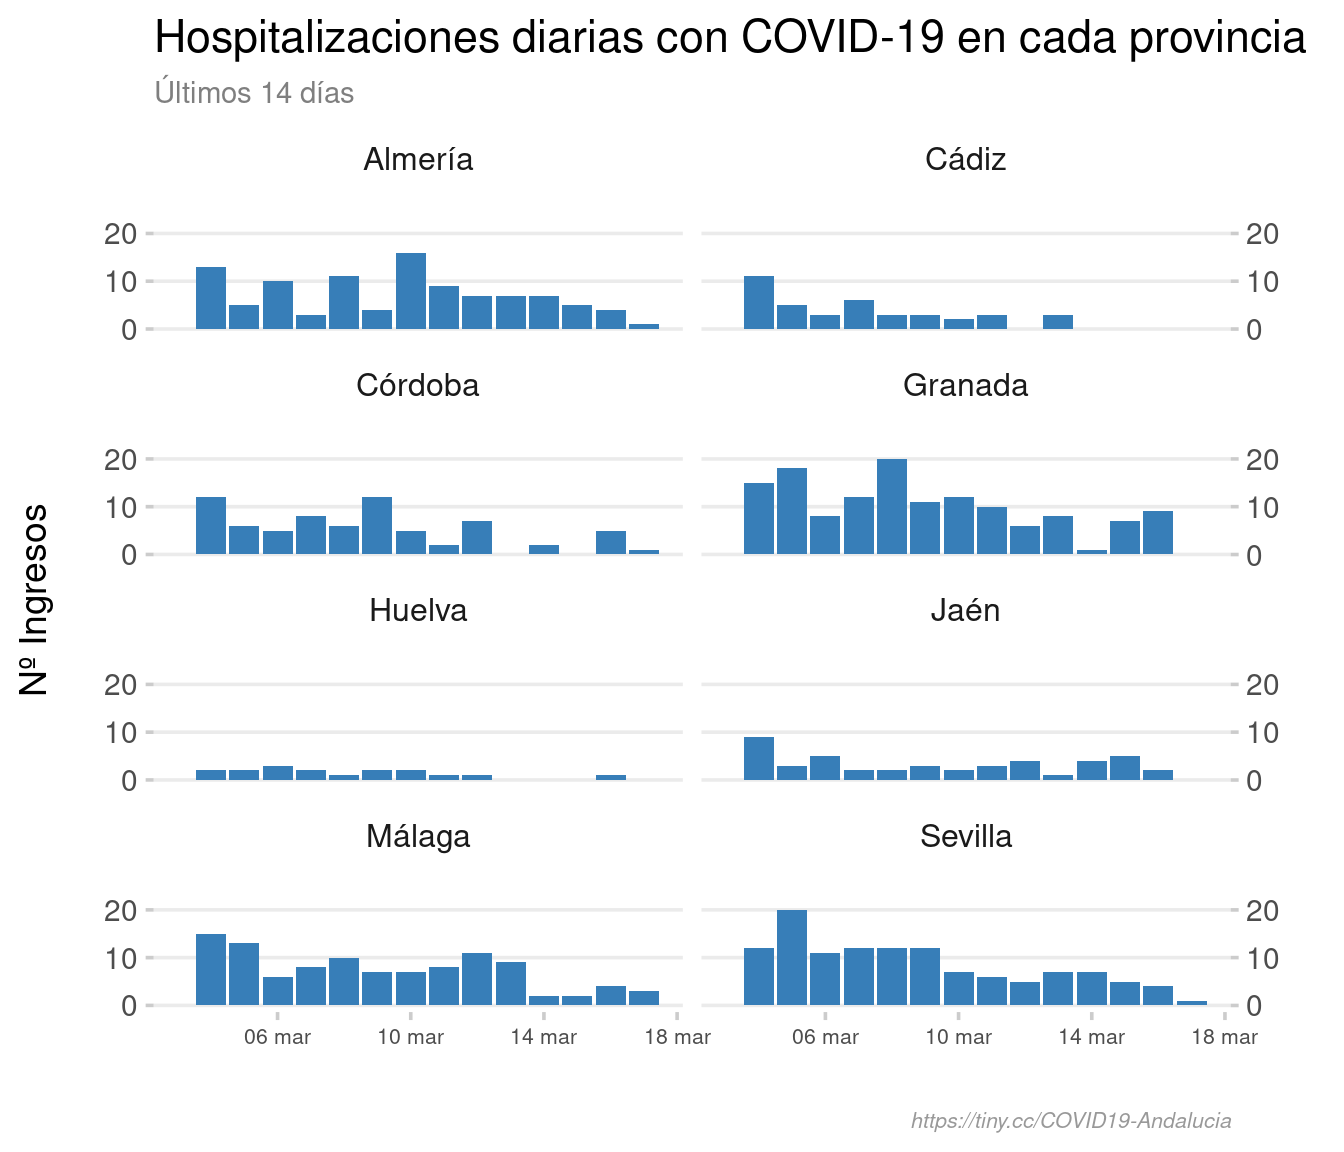 Hospitalizaciones diarias con COVID-19 en cada provincia
Últimos 14 días
Almería
Cádiz
20
10
0
20
10
0
Córdoba
Granada
20
10
0
20
10
0
Nº Ingresos
Huelva
Jaén
20
10
0
20
10
0
Málaga
Sevilla
20
10
0
20
10
0
06 mar 10 mar 14 mar 18 mar
06 mar 10 mar 14 mar 18 mar
https://tiny.cc/COVID19-Andalucia